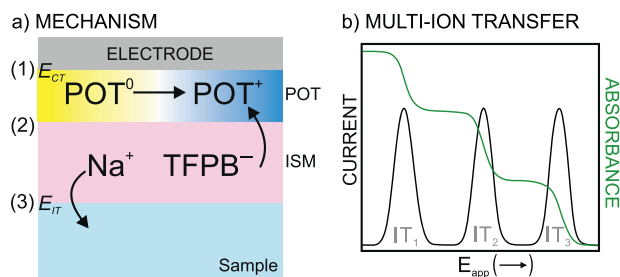 a) MECHANISM
ELECTRODE
(1) E_CT
POT⁰ → POT⁺ POT
(2)
Na⁺ TFPB⁻ ISM
(3) E_IT
Sample
b) MULTI-ION TRANSFER
CURRENT
ABSORBANCE
IT₁ IT₂ IT₃
E_app (→)